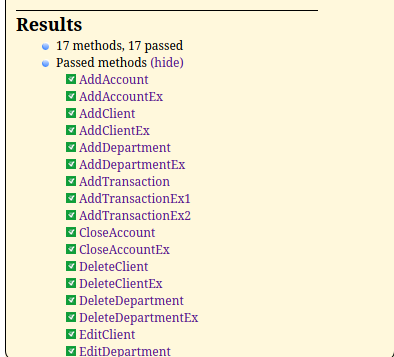 Results
17 methods, 17 passed
Passed methods (hide)
AddAccount
AddAccountEx
AddClient
AddClientEx
AddDepartment
AddDepartmentEx
AddTransaction
AddTransactionEx1
AddTransactionEx2
CloseAccount
CloseAccountEx
DeleteClient
DeleteClientEx
DeleteDepartment
DeleteDepartmentEx
EditClient
EditDepartment